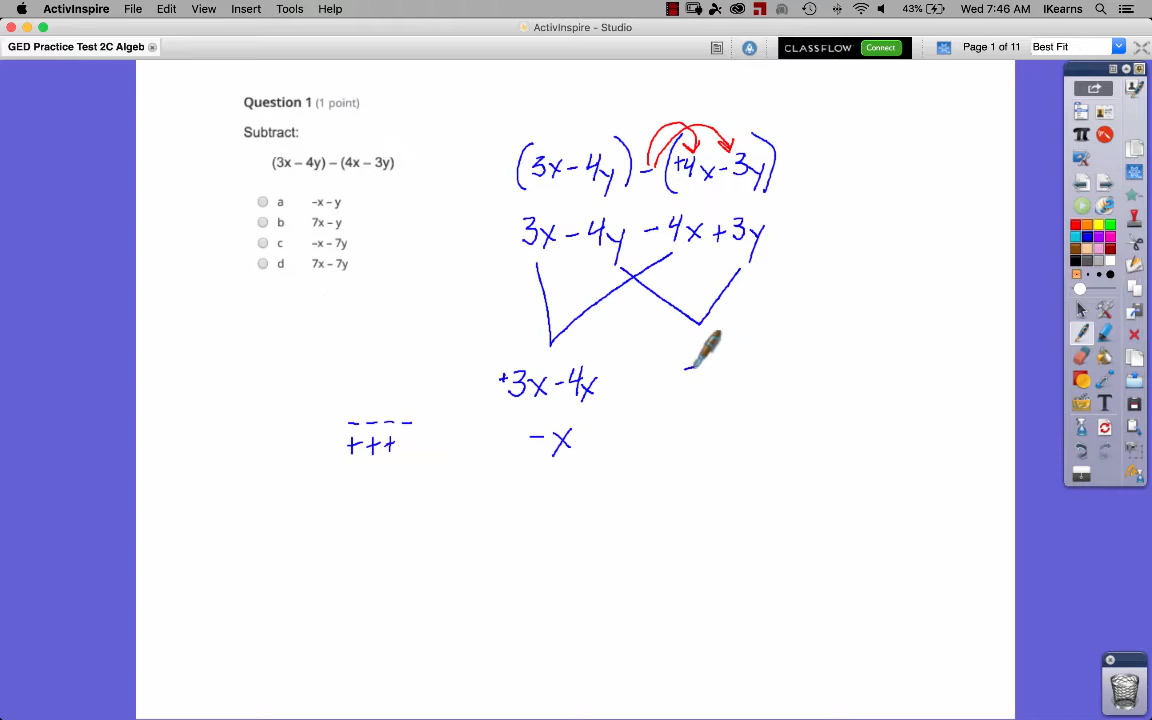 ActivInspire File Edit View Insert Tools Help 43% Wed 7:46 AM IKearns
ActivInspire - Studio
GED Practice Test 2C Algeb CLASSFLOW Connect Page 1 of 11 Best Fit
Question 1 (1 point)
Subtract:
(3x – 4y) – (4x – 3y)
a -x – y
b 7x – y
c -x – 7y
d 7x – 7y
(3x - 4y) - (+4x - 3y)
3x - 4y - 4x + 3y
+3x - 4x -
- - - -
+ + +
- x